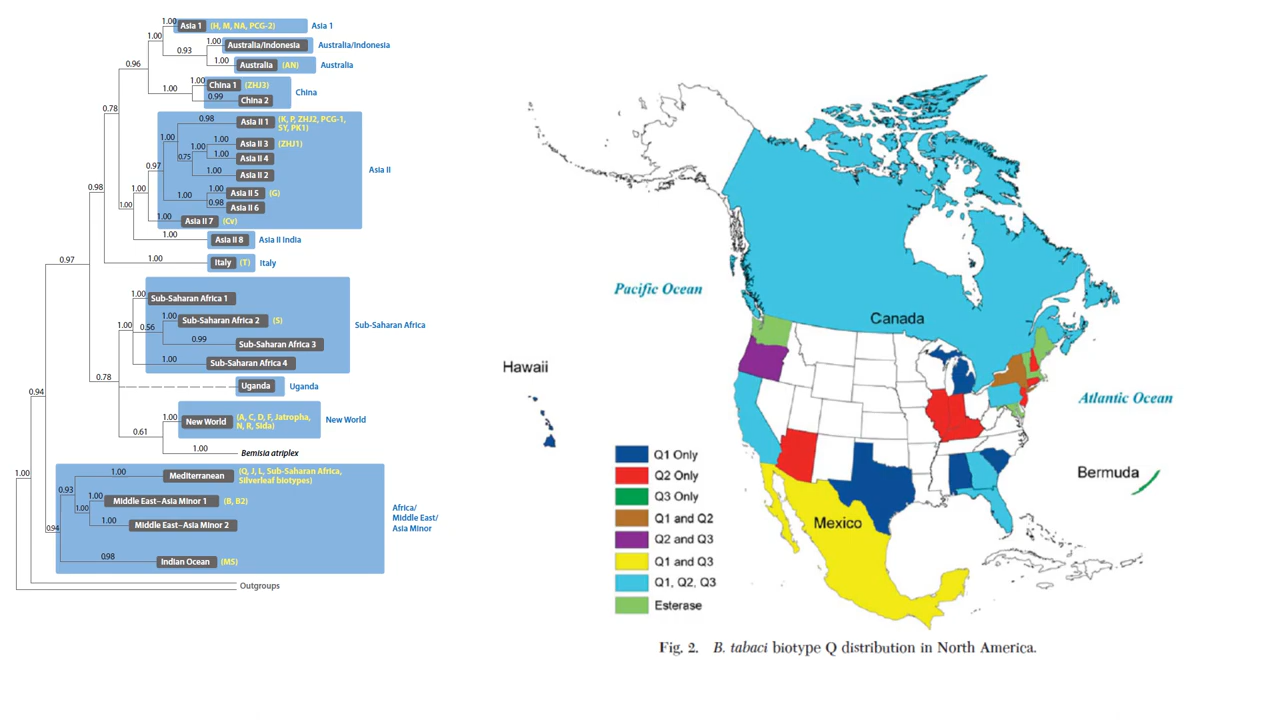 1.00
Asia 1 (H, M, NA, PCG-2) Asia 1
1.00
1.00 Australia/Indonesia Australia/Indonesia
0.93
1.00 Australia (AN) Australia
0.96
1.00 China 1 (ZHJ3)
1.00
China
0.99 China 2
0.78
0.98 Asia II 1 (K, P, ZHJ2, PCG-1,
SY, PK1)
1.00
1.00 Asia II 3 (ZHJ1)
1.00
0.75
1.00 Asia II 4
0.97
Asia II
1.00 Asia II 2
0.98
1.00
1.00 Asia II 5 (G)
1.00
0.98 Asia II 6
1.00
1.00 Asia II 7 (Cv)
1.00 Asia II 8 Asia II India
0.97
1.00 Italy (T) Italy
1.00 Sub-Saharan Africa 1
1.00
1.00 Sub-Saharan Africa 2 (S)
0.56
Sub-Saharan Africa
0.99 Sub-Saharan Africa 3
1.00 Sub-Saharan Africa 4
0.78
Uganda Uganda
0.94
1.00 New World (A, C, D, F, Jatropha,
N, R, Sida)
New World
0.61
1.00 Bemisia atriplex
1.00
1.00 Mediterranean (Q, J, L, Sub-Saharan Africa,
Silverleaf biotypes)
0.93
1.00 Middle East–Asia Minor 1 (B, B2)
1.00
1.00 Middle East–Asia Minor 2
Africa/
Middle East/
Asia Minor
0.94
0.98 Indian Ocean (MS)
Outgroups
Pacific Ocean
Canada
Hawaii
Atlantic Ocean
Bermuda
Mexico
Q1 Only
Q2 Only
Q3 Only
Q1 and Q2
Q2 and Q3
Q1 and Q3
Q1, Q2, Q3
Esterase
Fig. 2. B. tabaci biotype Q distribution in North America.